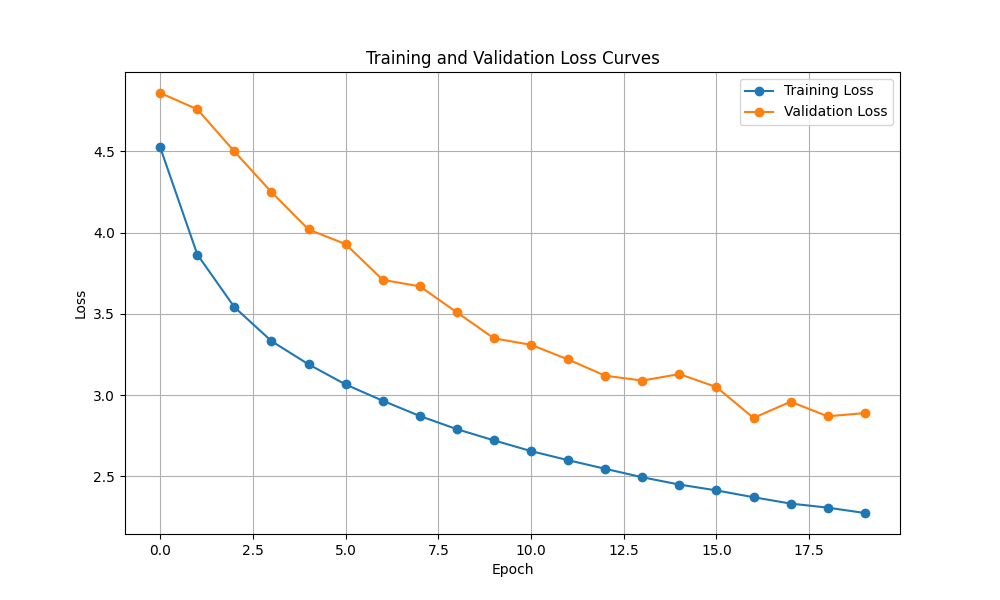 Training and Validation Loss Curves
Training Loss
Validation Loss
4.5
4.0
3.5
3.0
2.5
Loss
0.0 2.5 5.0 7.5 10.0 12.5 15.0 17.5
Epoch